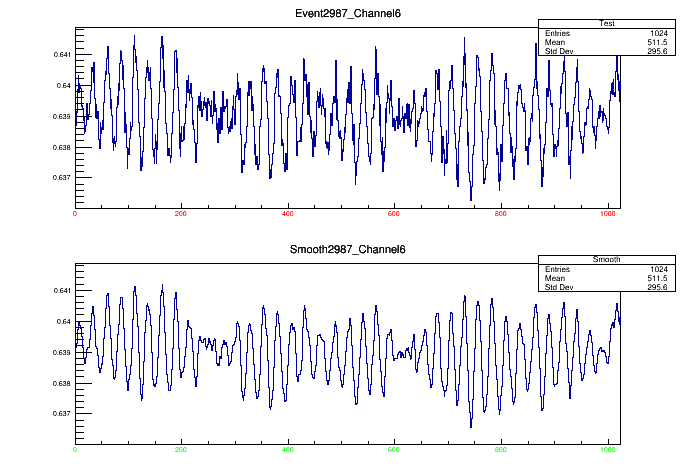 Event2987_Channel6
Test
Entries 1024
Mean 511.5
Std Dev 295.6
0.641
0.64
0.639
0.638
0.637
0 200 400 600 800 1000
Smooth2987_Channel6
Smooth
Entries 1024
Mean 511.5
Std Dev 295.6
0.641
0.64
0.639
0.638
0.637
0 200 400 600 800 1000